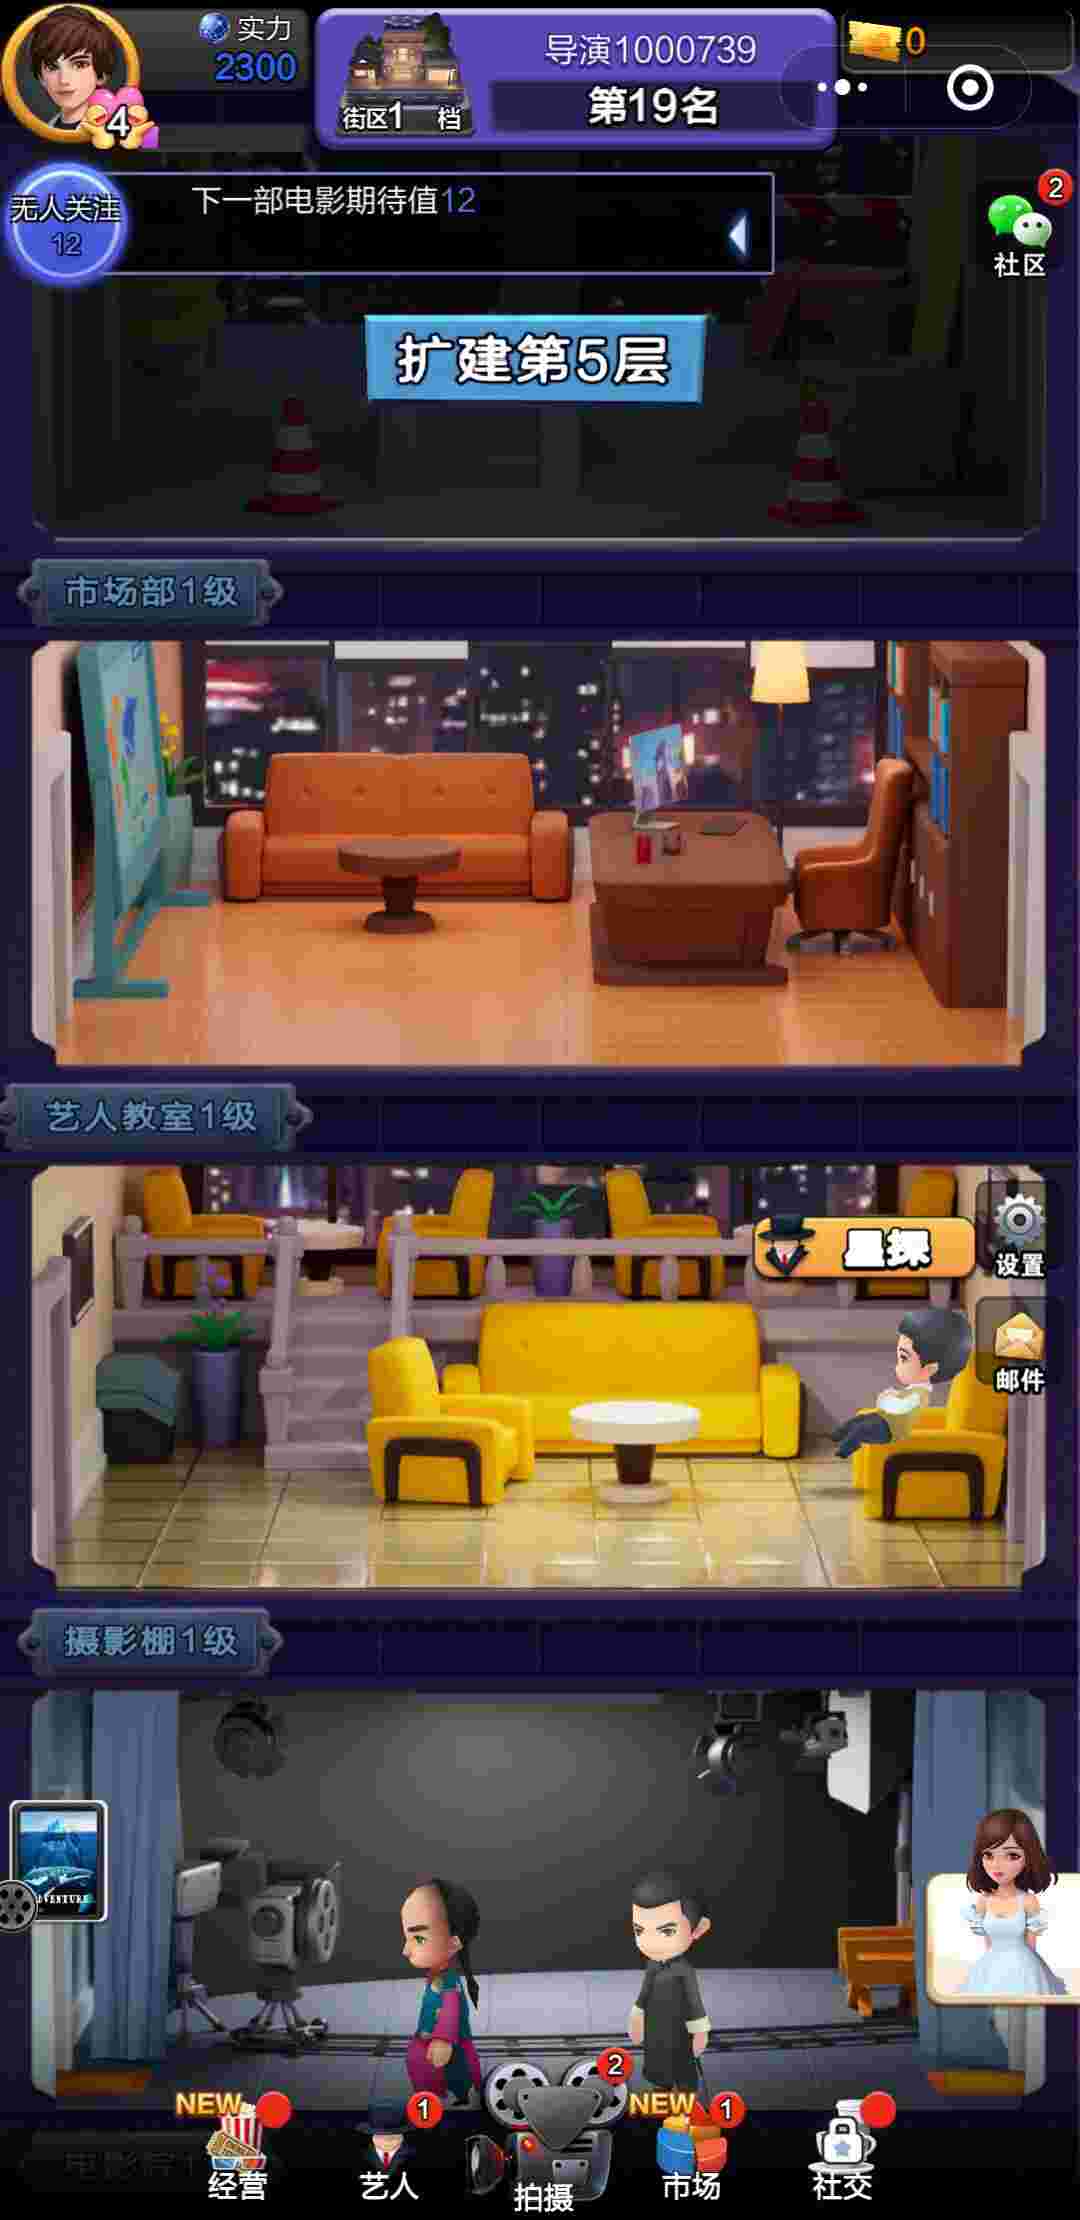 实力
2300
4
街区1 档
导演1000739
第19名
0
无人关注
12
下一部电影期待值12
2
社区
扩建第5层
市场部1级
艺人教室1级
星探
设置
邮件
摄影棚1级
ADVENTURE
NEW
经营
1
艺人
2
拍摄
NEW
1
市场
社交